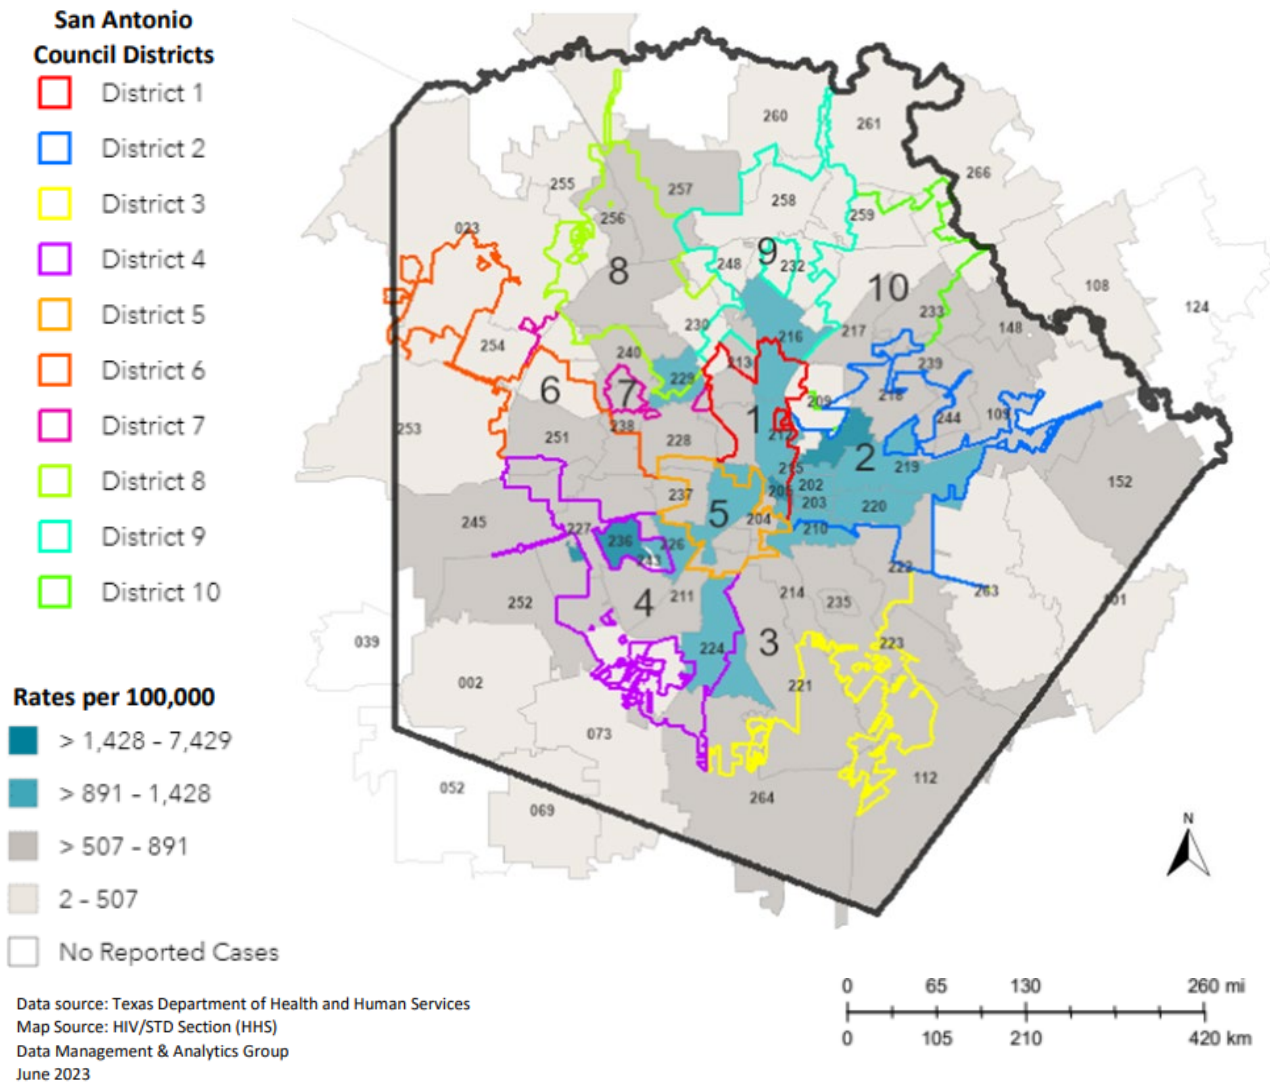 San Antonio
Council Districts
District 1
District 2
District 3
District 4
District 5
District 6
District 7
District 8
District 9
District 10
Rates per 100,000
> 1,428 - 7,429
> 891 - 1,428
> 507 - 891
2 - 507
No Reported Cases
Data source: Texas Department of Health and Human Services
Map Source: HIV/STD Section (HHS)
Data Management & Analytics Group
June 2023
260
261
266
255
257
258
256
259
023
9
248
232
8
10
108
124
233
230
148
216
217
254
240
213
239
229
6
7
209
218
1
244
109
253
251
238
228
212
2
215
219
152
237
202
205
203
220
5
204
245
227
210
236
226
243
222
211
214
263
101
252
4
235
039
3
223
224
002
221
073
112
052
264
069
N
0 65 130 260 mi
0 105 210 420 km